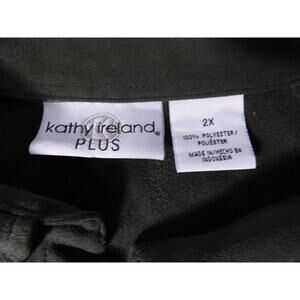 kathy ireland®
PLUS
2X
100% POLYESTER/
POLIÉSTER
MADE IN/HECHO EN
INDONESIA